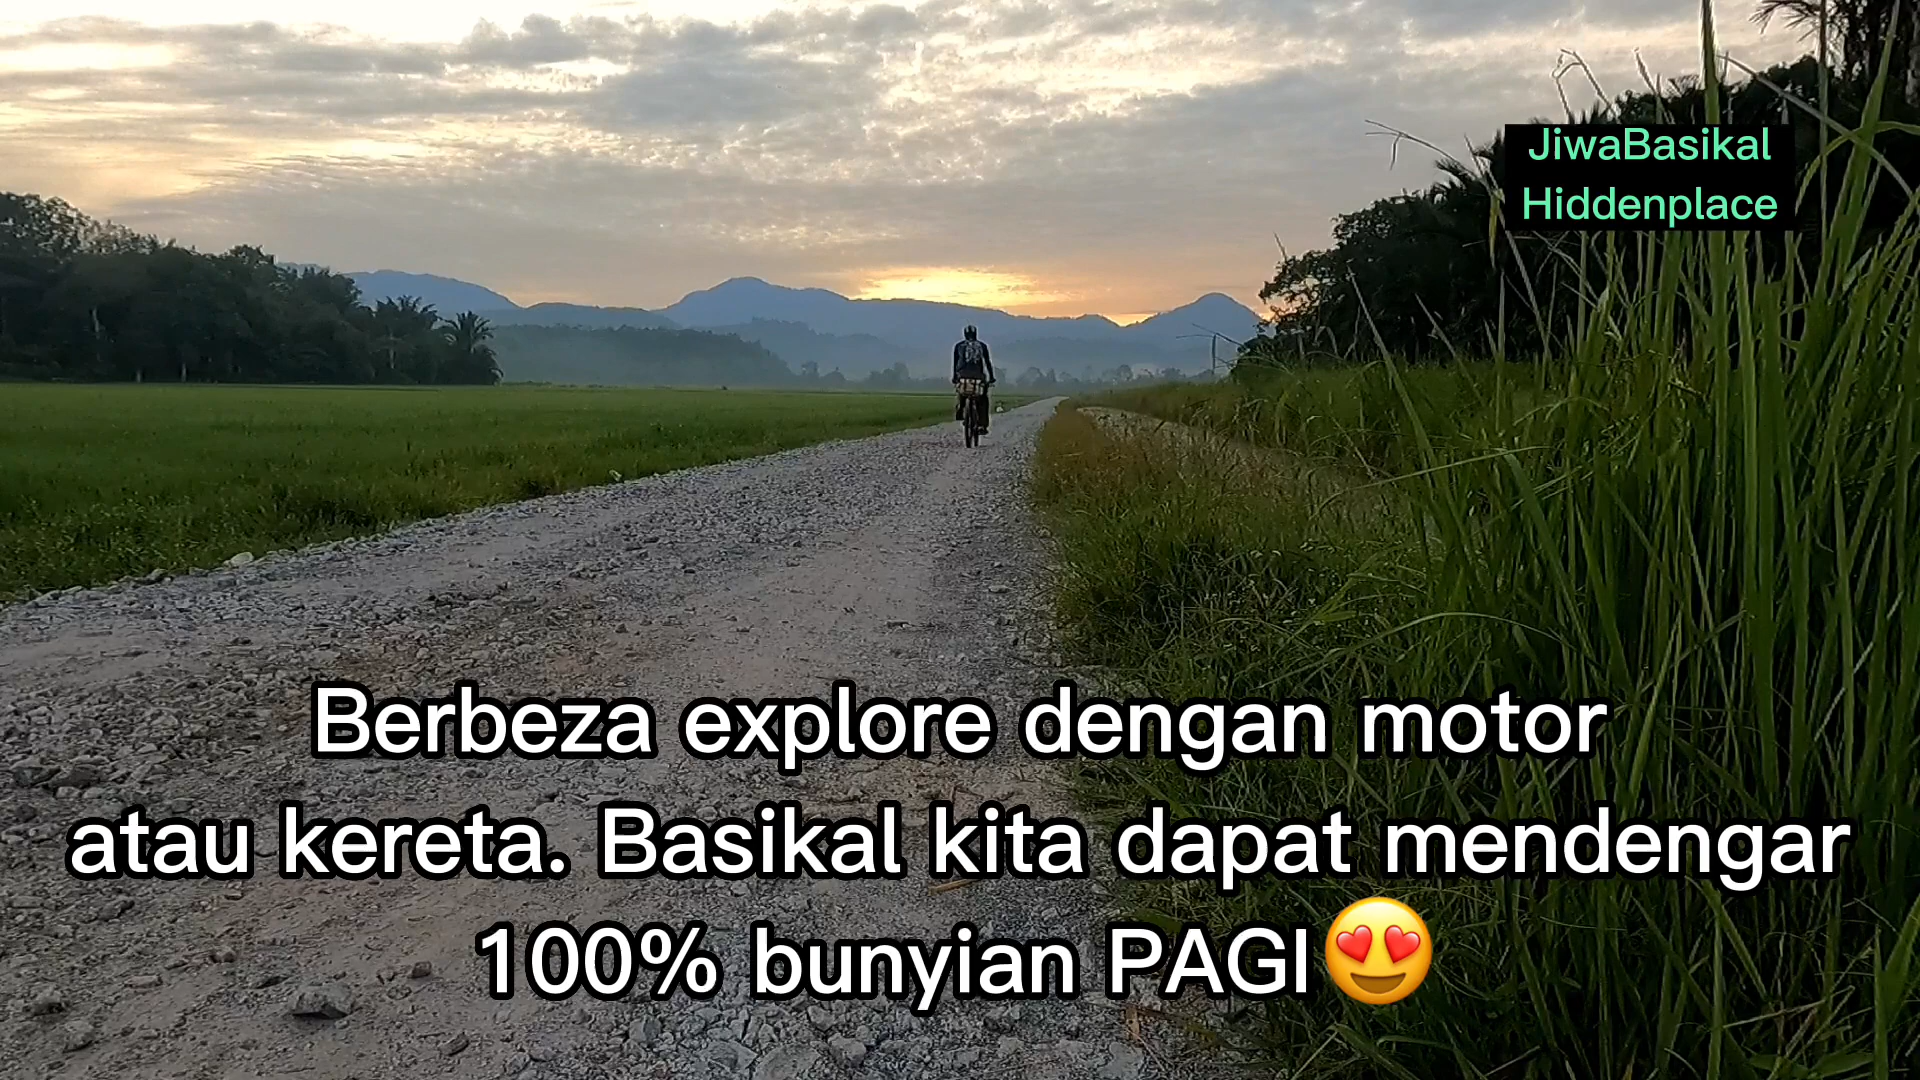 JiwaBasikal
Hiddenplace
Berbeza explore dengan motor
atau kereta. Basikal kita dapat mendengar
100% bunyian PAGI😍